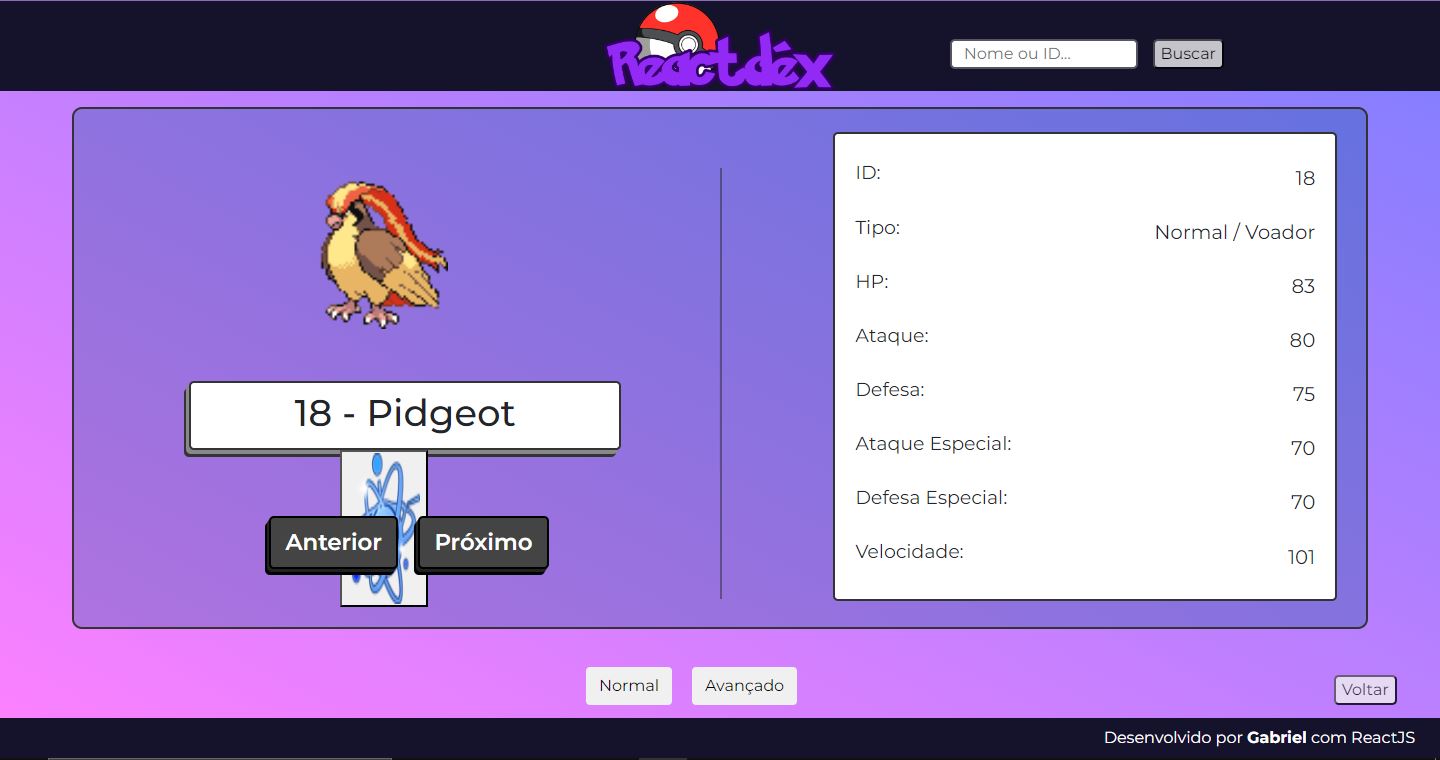 Reactdéx
Nome ou ID...
Buscar
18 - Pidgeot
Anterior
Próximo
ID:
18
Tipo:
Normal / Voador
HP:
83
Ataque:
80
Defesa:
75
Ataque Especial:
70
Defesa Especial:
70
Velocidade:
101
Normal
Avançado
Voltar
Desenvolvido por Gabriel com ReactJS